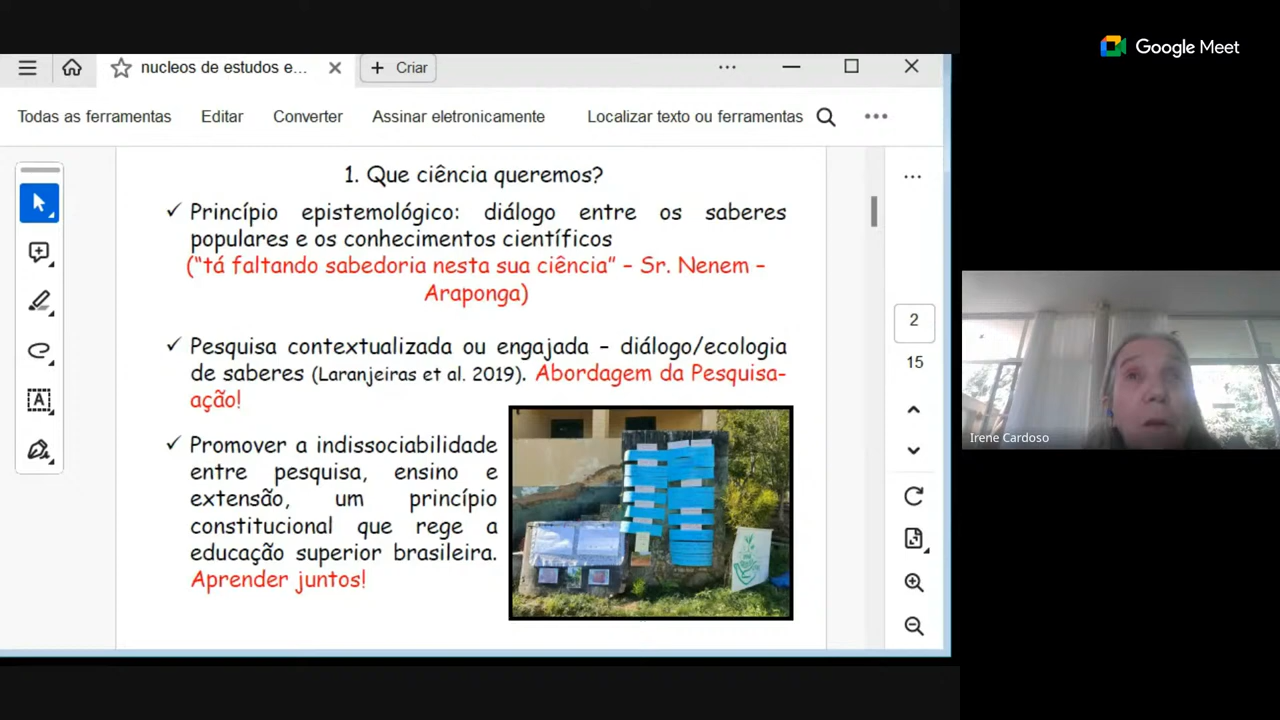 Google Meet
nucleos de estudos e...
Criar
Todas as ferramentas
Editar
Converter
Assinar eletronicamente
Localizar texto ou ferramentas
1. Que ciência queremos?
✓ Princípio epistemológico: diálogo entre os saberes
populares e os conhecimentos científicos
(“tá faltando sabedoria nesta sua ciência” – Sr. Nenem –
Araponga)
✓ Pesquisa contextualizada ou engajada – diálogo/ecologia
de saberes (Laranjeiras et al. 2019). Abordagem da Pesquisa-
ação!
✓ Promover a indissociabilidade
entre pesquisa, ensino e
extensão, um princípio
constitucional que rege a
educação superior brasileira.
Aprender juntos!
2
15
Irene Cardoso